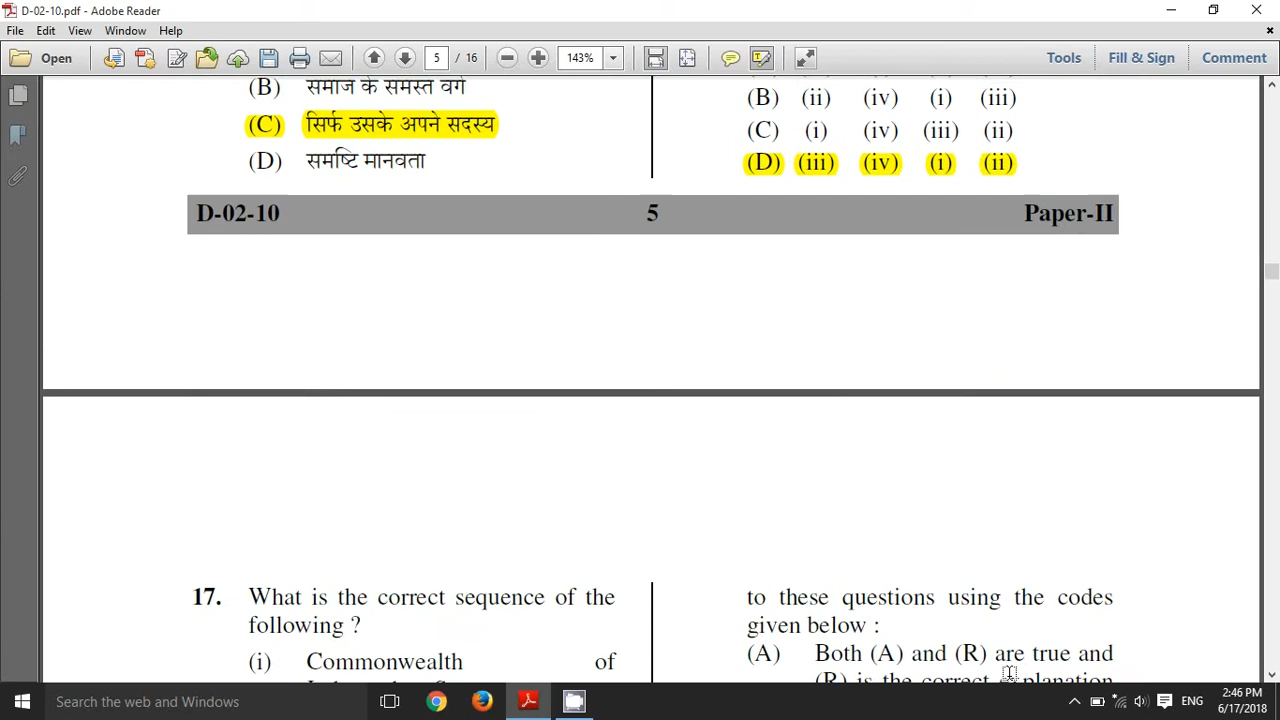 D-02-10.pdf - Adobe Reader
File Edit View Window Help
Open 5 / 16 143% Tools Fill & Sign Comment
(B) समाज के समस्त वर्ग
(C) सिर्फ उसके अपने सदस्य
(D) समष्टि मानवता
(B) (ii) (iv) (i) (iii)
(C) (i) (iv) (iii) (ii)
(D) (iii) (iv) (i) (ii)
D-02-10 5 Paper-II
17. What is the correct sequence of the
following ?
(i) Commonwealth of
to these questions using the codes
given below :
(A) Both (A) and (R) are true and
(R) is the correct explanation
Search the web and Windows
ENG
2:46 PM
6/17/2018